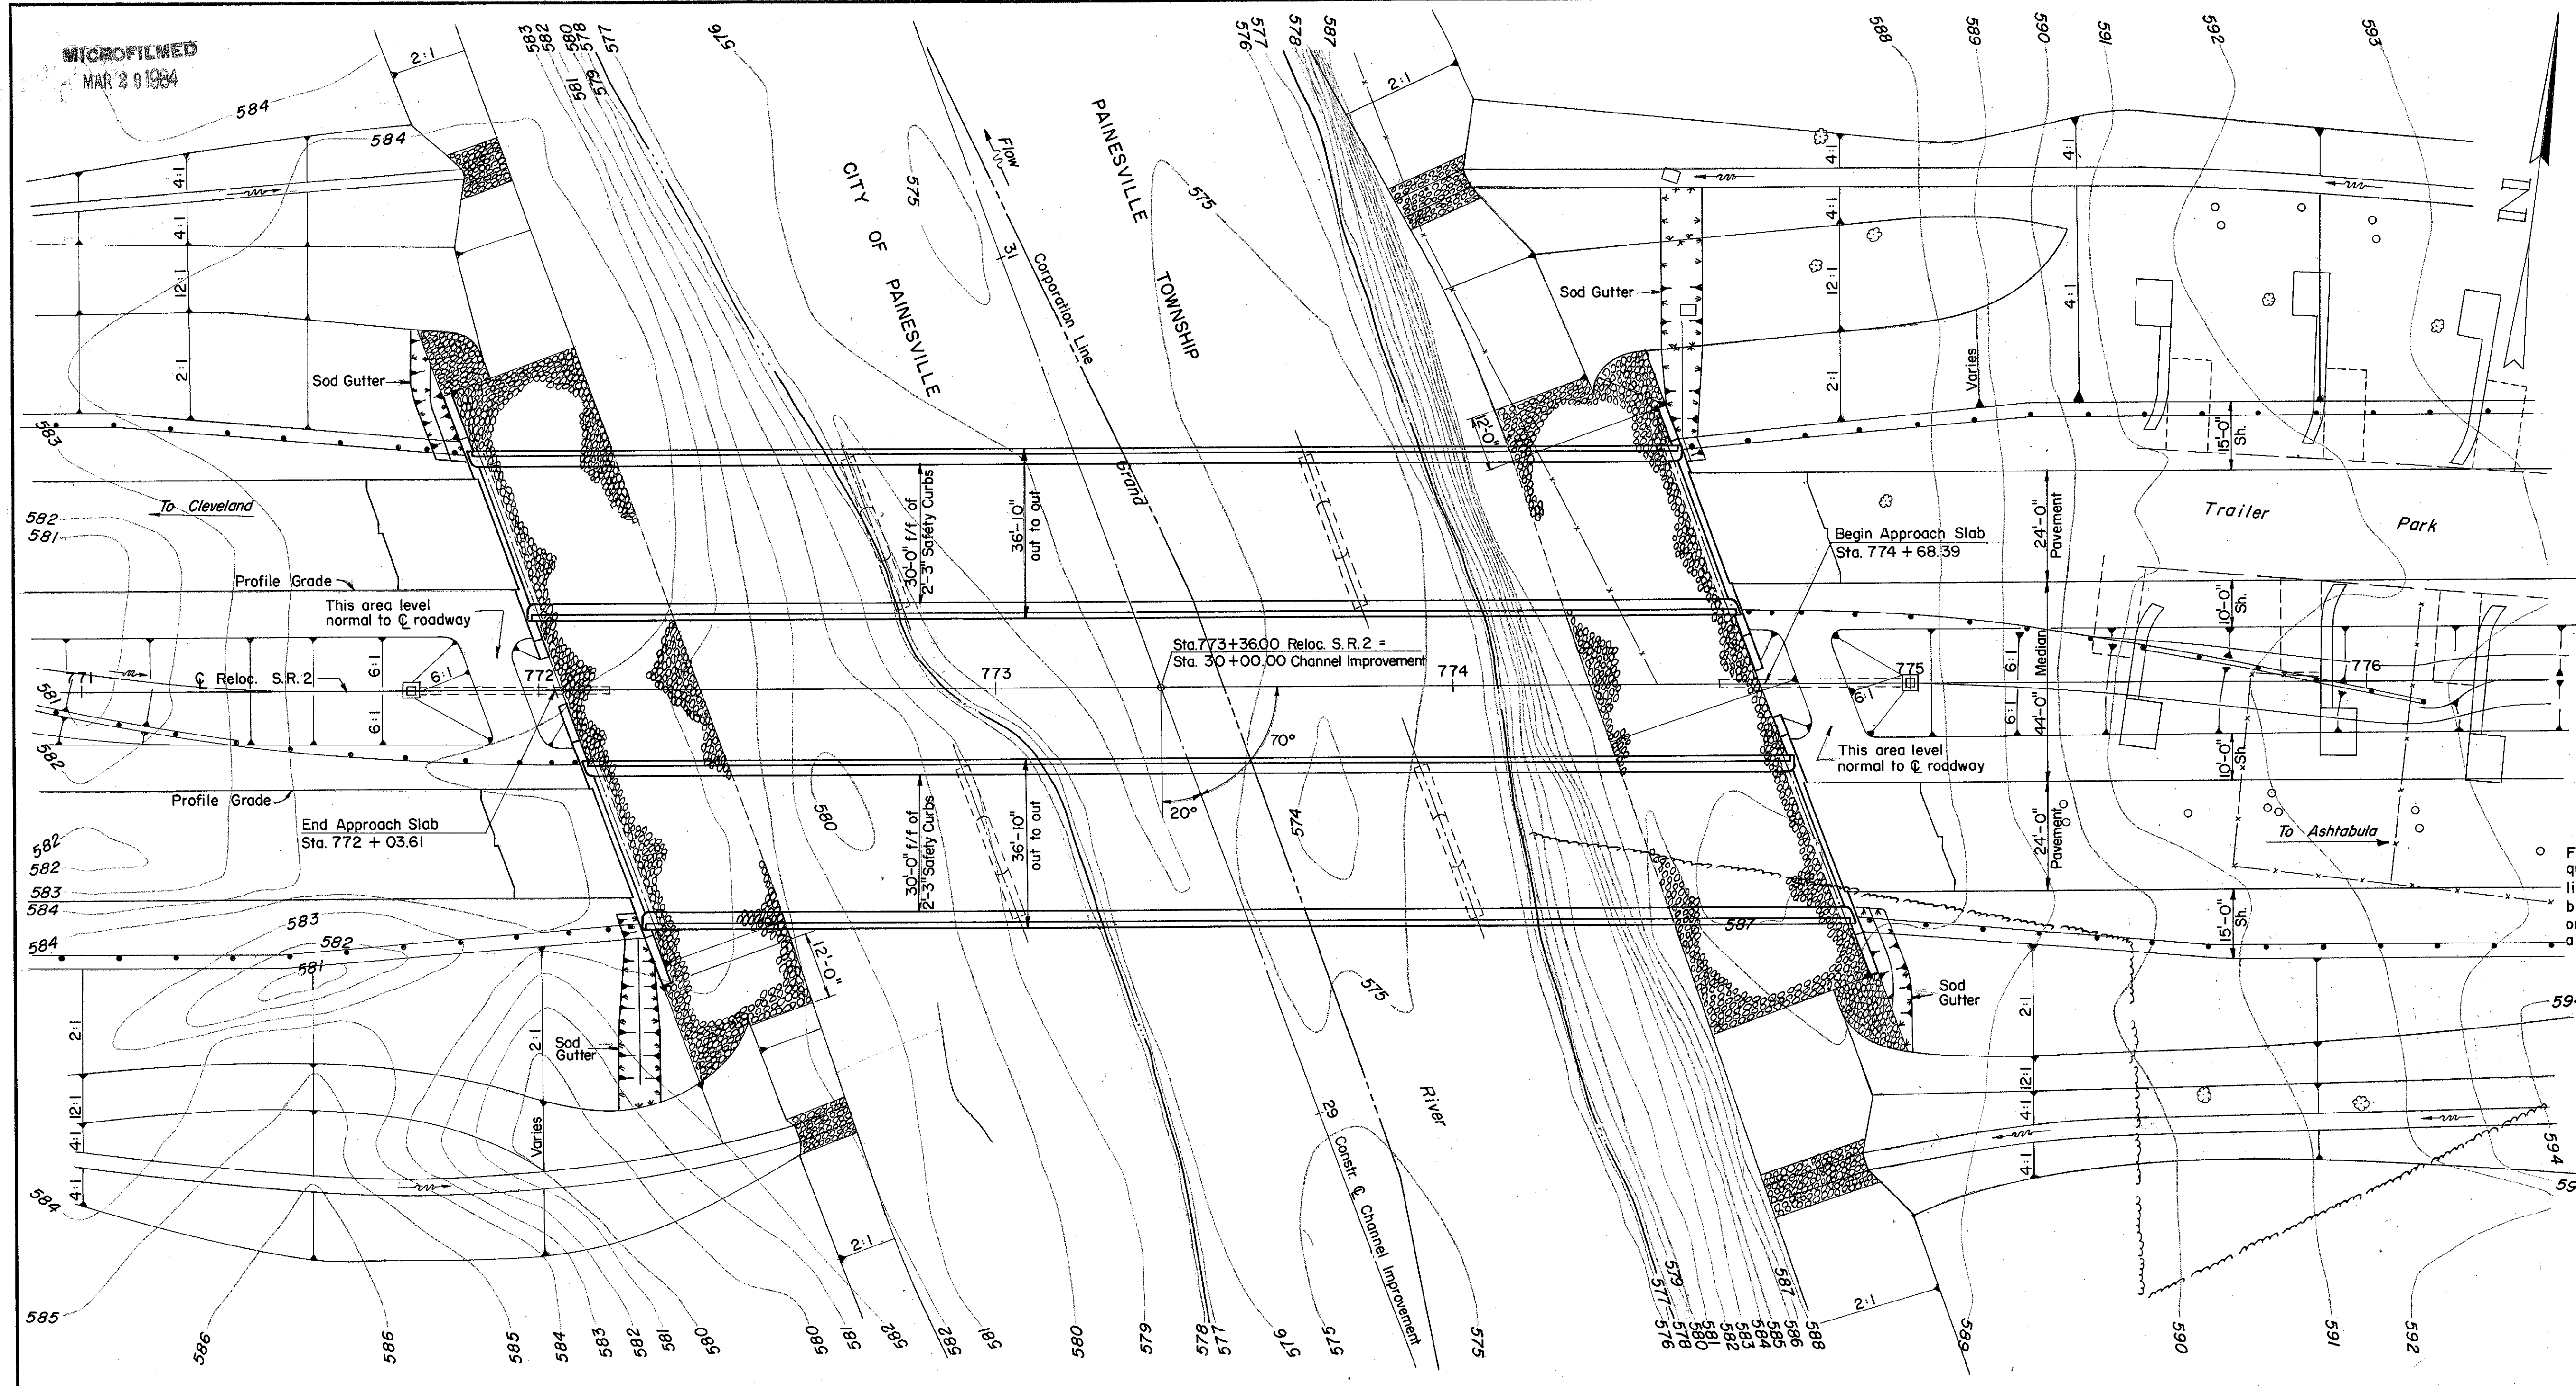 MICROFILMED
MAR 29 1984
2:1
583
582
580
578
577
581
579
576
576
577
578
587
2:1
588
589
590
591
592
593
584
584
4:1
4:1
12:1
2:1
Flow
PAINESVILLE
TOWNSHIP
CITY OF PAINESVILLE
575
575
31
Corporation Line
4:1
4:1
4:1
12:1
4:1
2:1
Varies
N
Sod Gutter
Sod Gutter
583
12'-0"
15'-0"
Sh.
To Cleveland
582
581
Grand
30'-0" f/f of
2'-3" Safety Curbs
36'-10"
out to out
Begin Approach Slab
Sta. 774 + 68.39
24'-0"
Pavement
Trailer Park
Profile Grade
This area level
normal to ℄ roadway
10'-0"
Sh.
Sta. 773+36.00 Reloc. S.R.2 =
Sta. 30+00.00 Channel Improvement
771
℄ Reloc. S.R.2
6:1
6:1
6:1
772
773
774
775
776
6:1
6:1
6:1
44'-0" Median
581
582
70°
20°
This area level
normal to ℄ roadway
10'-0"
Sh.
Profile Grade
End Approach Slab
Sta. 772 + 03.61
580
574
30'-0" f/f of
2'-3" Safety Curbs
36'-10"
out to out
24'-0"
Pavement
To Ashtabula
582
582
583
584
584
583
582
581
587
15'-0"
Sh.
12'-0"
575
Sod
Gutter
2:1
2:1
Sod
Gutter
2:1
12:1
4:1
4:1
Varies
River
29
Constr. ℄ Channel Improvement
12:1
4:1
4:1
594
584
2:1
2:1
585
586
586
585
584
583
582
581
580
580
581
582
582
581
580
579
578
577
576
575
575
576
577
578
579
580
581
582
583
584
585
586
587
588
589
590
591
592